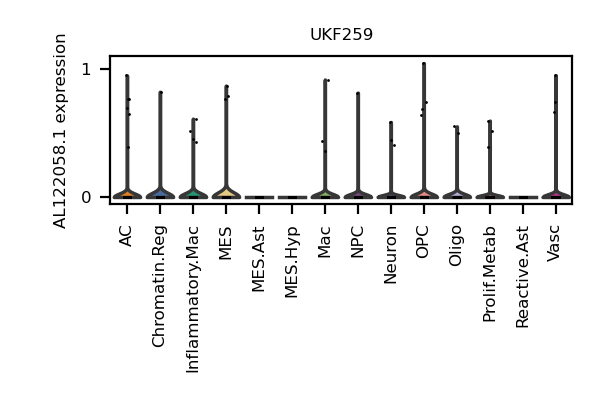 UKF259
AL122058.1 expression
1
0
AC
Chromatin.Reg
Inflammatory.Mac
MES
MES.Ast
MES.Hyp
Mac
NPC
Neuron
OPC
Oligo
Prolif.Metab
Reactive.Ast
Vasc